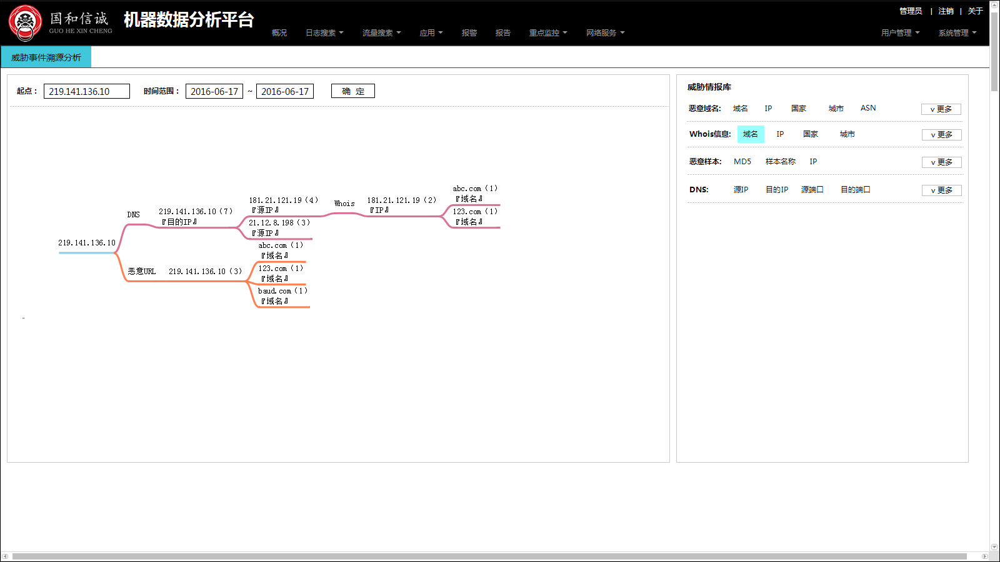 国和信诚
GUO HE XIN CHENG
机器数据分析平台
管理员 | 注销 | 关于
概况 日志搜索 流量搜索 应用 报警 报告 重点监控 网络服务 用户管理 系统管理
威胁事件溯源分析
起点： 219.141.136.10 时间范围： 2016-06-17 ~ 2016-06-17 确 定
219.141.136.10
DNS
219.141.136.10（7）
『目的IP』
181.21.121.19（4）
『源IP』
Whois
181.21.121.19（2）
『IP』
abc.com（1）
『域名』
123.com（1）
『域名』
21.12.8.198（3）
『源IP』
恶意URL 219.141.136.10（3）
abc.com（1）
『域名』
123.com（1）
『域名』
baud.com（1）
『域名』
威胁情报库
恶意域名: 域名 IP 国家 城市 ASN v 更多
Whois信息: 域名 IP 国家 城市 v 更多
恶意样本: MD5 样本名称 IP v 更多
DNS: 源IP 目的IP 源端口 目的端口 v 更多